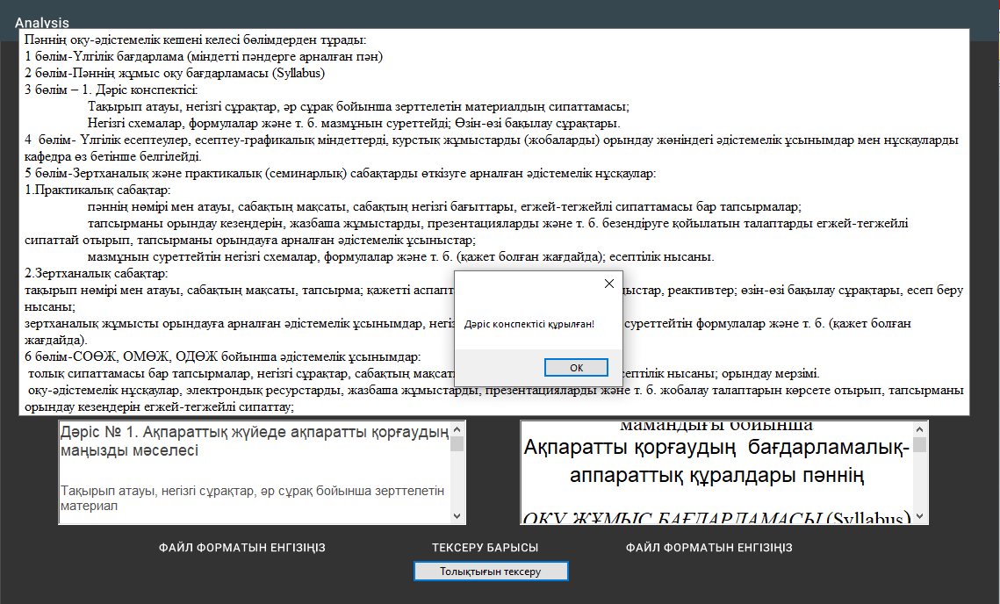 Analysis
Пәннің оқу-әдістемелік кешені келесі бөлімдерден тұрады:
1 бөлім-Үлгілік бағдарлама (міндетті пәндерге арналған пән)
2 бөлім-Пәннің жұмыс оқу бағдарламасы (Syllabus)
3 бөлім – 1. Дәріс конспектісі:
Тақырып атауы, негізгі сұрақтар, әр сұрақ бойынша зерттелетін материалдың сипаттамасы;
Негізгі схемалар, формулалар және т. б. мазмұнын суреттейді; Өзін-өзі бақылау сұрақтары.
4 бөлім- Үлгілік есептеулер, есептеу-графикалық міндеттерді, курстық жұмыстарды (жобаларды) орындау жөніндегі әдістемелік ұсынымдар мен нұсқауларды
кафедра өз бетінше белгілейді.
5 бөлім-Зертханалық және практикалық (семинарлық) сабақтарды өткізуге арналған әдістемелік нұсқаулар:
1.Практикалық сабақтар:
пәннің нөмірі мен атауы, сабақтың мақсаты, сабақтың негізгі бағыттары, егжей-тегжейлі сипаттамасы бар тапсырмалар;
тапсырманы орындау кезеңдерін, жазбаша жұмыстарды, презентацияларды және т. б. безендіруге қойылатын талаптарды егжей-тегжейлі
сипаттай отырып, тапсырманы орындауға арналған әдістемелік ұсыныстар;
мазмұнын суреттейтін негізгі схемалар, формулалар және т. б. (қажет болған жағдайда); есептілік нысаны.
2.Зертханалық сабақтар:
тақырып нөмірі мен атауы, сабақтың мақсаты, тапсырма; қажетті аспапт дыстар, реактивтер; өзін-өзі бақылау сұрақтары, есеп беру
нысаны;
зертханалық жұмысты орындауға арналған әдістемелік ұсынымдар, негіз суреттейтін формулалар және т. б. (қажет болған
жағдайда).
6 бөлім-СОӨЖ, ОМӨЖ, ОДӨЖ бойынша әдістемелік ұсынымдар:
толық сипаттамасы бар тапсырмалар, негізгі сұрақтар, сабақтың мақсат септілік нысаны; орындау мерзімі.
оқу-әдістемелік нұсқаулар, электрондық ресурстарды, жазбаша жұмыстарды, презентацияларды және т. б. жобалау талаптарын көрсете отырып, тапсырманы
орындау кезеңдерін егжей-тегжейлі сипаттау;
Дәріс конспектісі құрылған!
OK
Дәріс № 1. Ақпараттық жүйеде ақпаратты қорғаудың
маңызды мәселесі
Тақырып атауы, негізгі сұрақтар, әр сұрақ бойынша зерттелетін
материал
мамандығы бойынша
Ақпаратты қорғаудың бағдарламалық-
аппараттық құралдары пәннің
ОҚУ ЖҰМЫС БАҒДАРЛАМАСЫ (Syllabus)
ФАЙЛ ФОРМАТЫН ЕНГІЗІҢІЗ
ТЕКСЕРУ БАРЫСЫ
ФАЙЛ ФОРМАТЫН ЕНГІЗІҢІЗ
Толықтығын тексеру